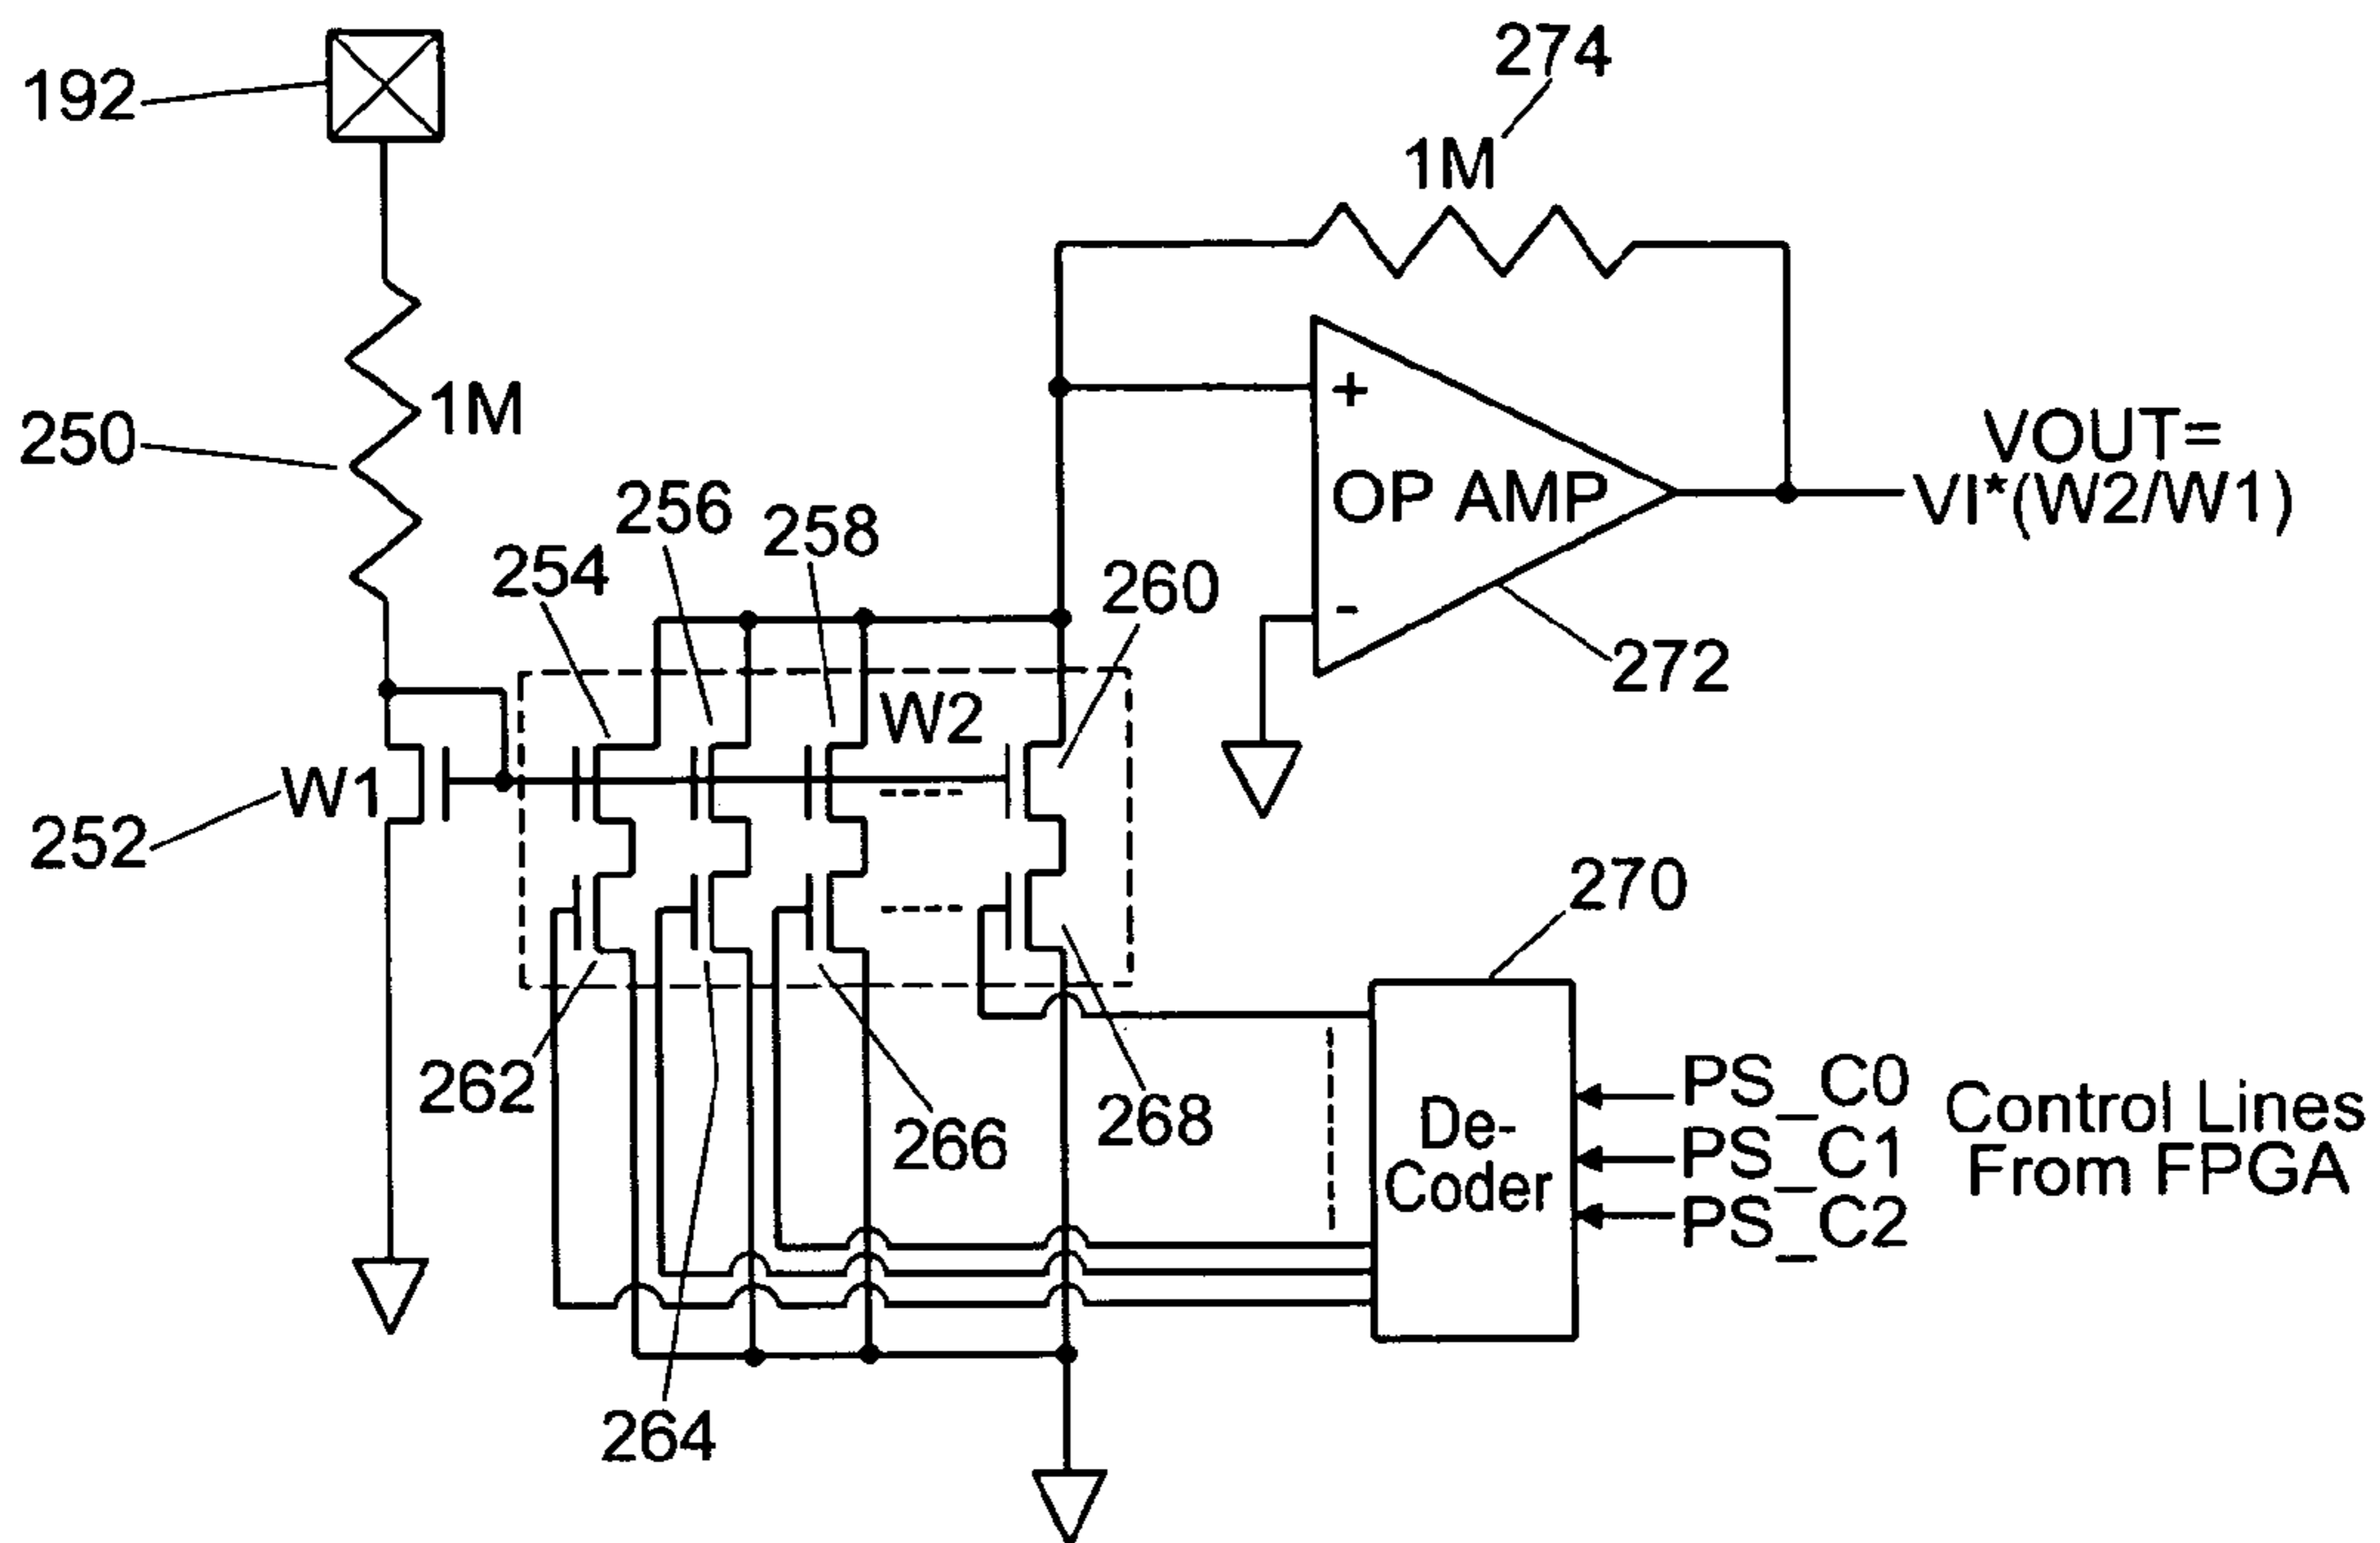 274
192
1M
1M
250
VOUT=
VI*(W2/W1)
+
OP AMP
-
256
258
254
260
272
W2
W1
252
270
262
266
268
De-
Coder
PS_C0
PS_C1
PS_C2
Control Lines
From FPGA
264